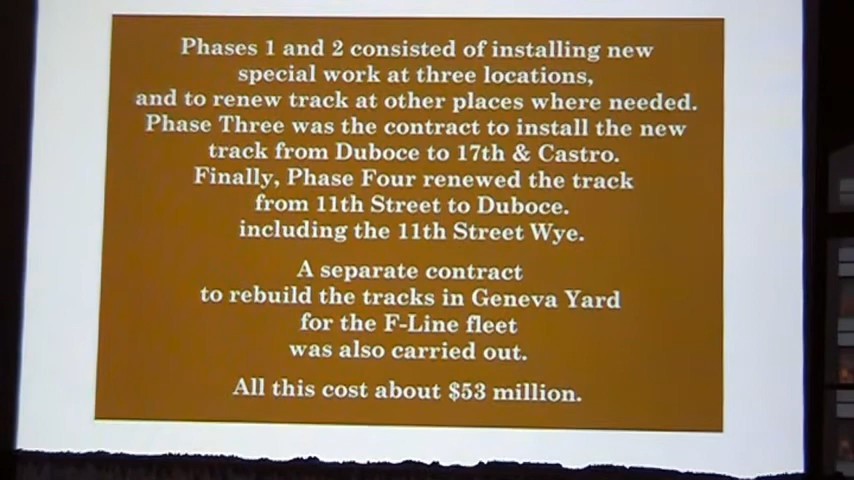 Phases 1 and 2 consisted of installing new
special work at three locations,
and to renew track at other places where needed.
Phase Three was the contract to install the new
track from Duboce to 17th & Castro.
Finally, Phase Four renewed the track
from 11th Street to Duboce.
including the 11th Street Wye.
A separate contract
to rebuild the tracks in Geneva Yard
for the F-Line fleet
was also carried out.
All this cost about $53 million.